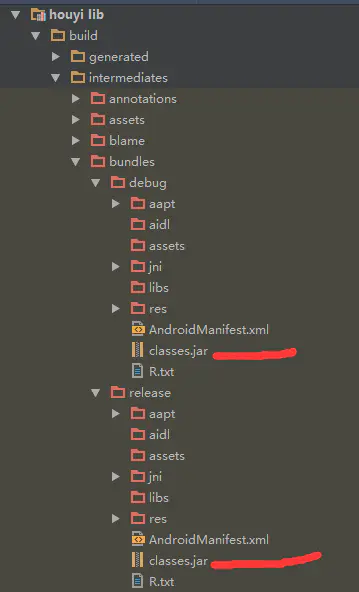 houyi lib
build
generated
intermediates
annotations
assets
blame
bundles
debug
aapt
aidl
assets
jni
libs
res
AndroidManifest.xml
classes.jar
R.txt
release
aapt
aidl
assets
jni
libs
res
AndroidManifest.xml
classes.jar
R.txt